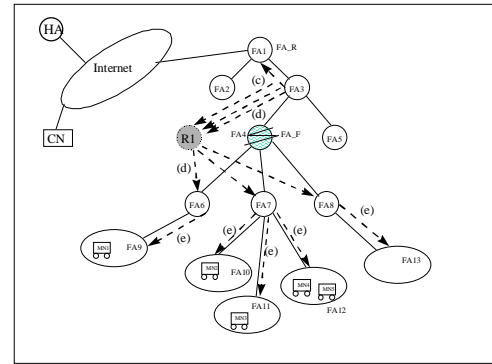 HA
FA1
FA_R
Internet
(c)
FA2
FA3
(d)
CN
R1
FA4
FA_F
FA5
(d)
FA6
FA7
FA8
(e)
(e)
(e)
(e)
MN1
FA9
MN2
FA10
FA13
MN4
MN5
MN3
FA11
FA12